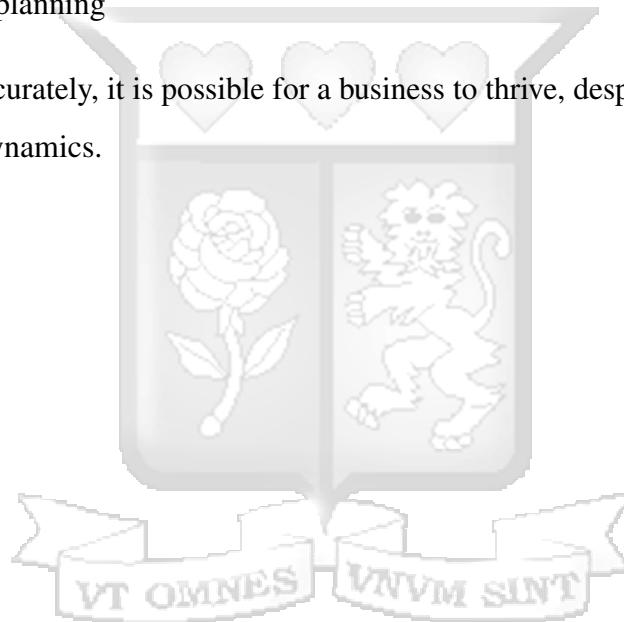 planning
curately, it is possible for a business to thrive, desp
ynamics.
VT OMNES VNVM SINT